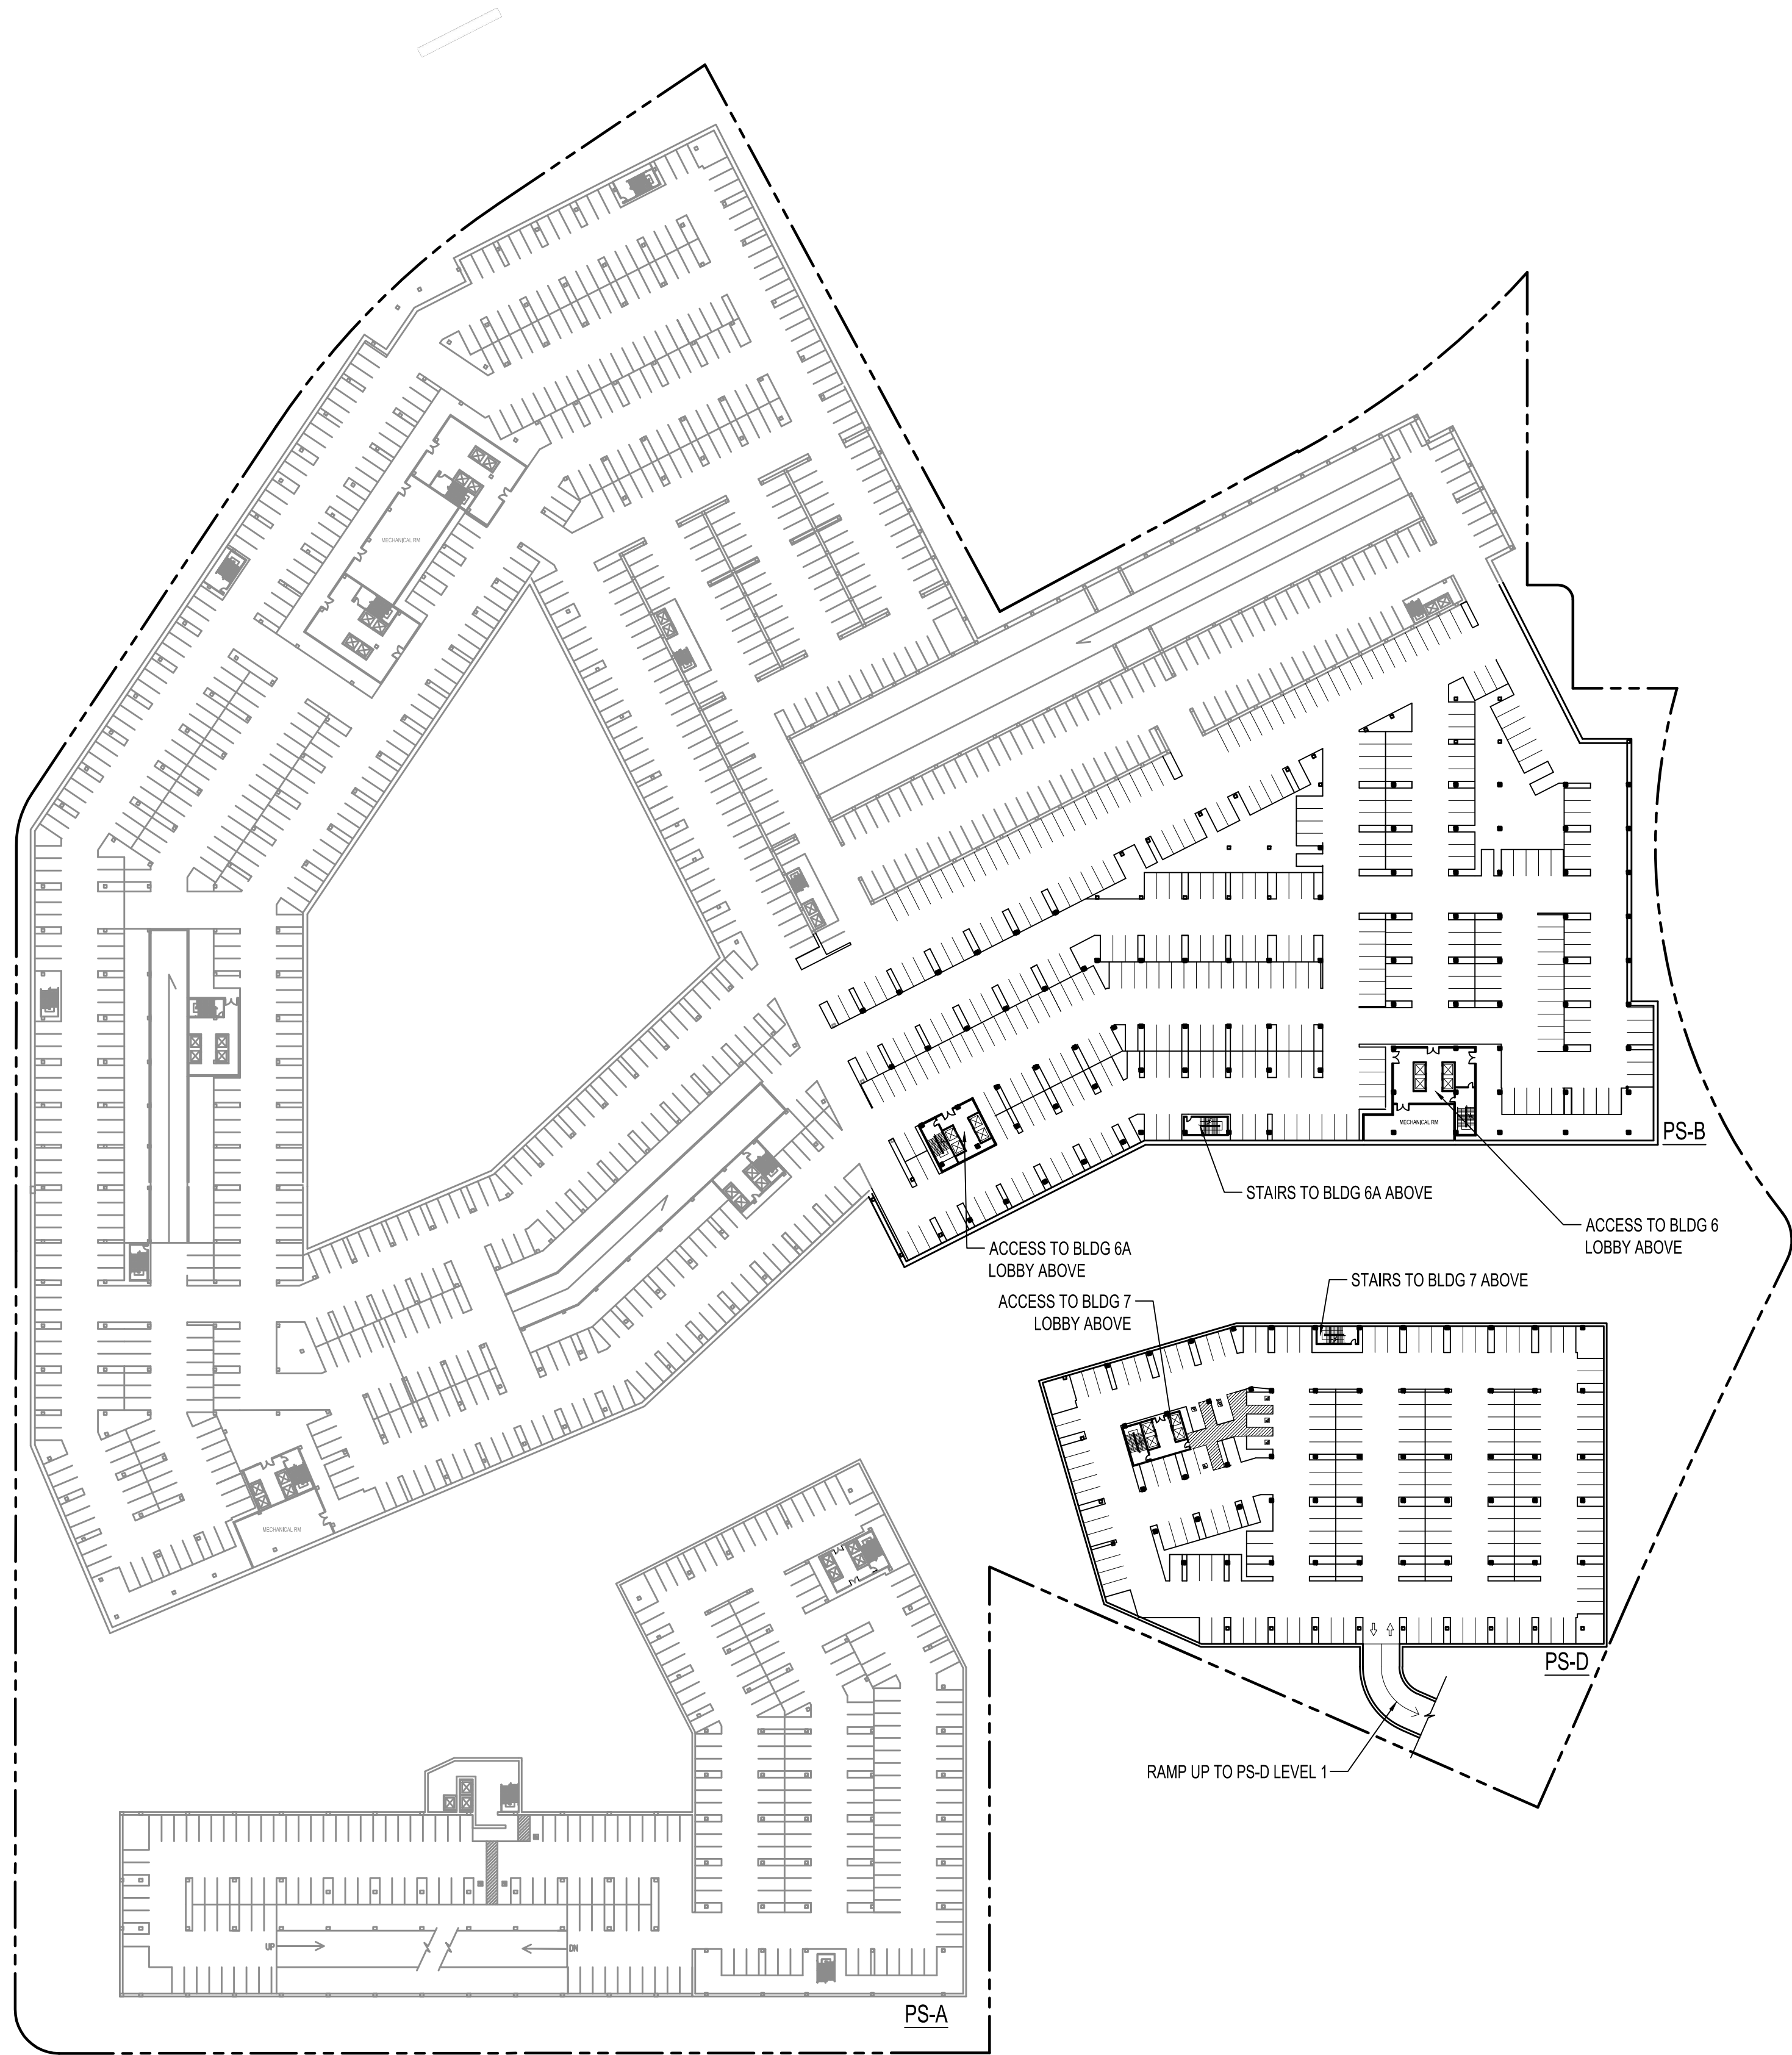 MECHANICAL RM
PS-B
MECHANICAL RM
STAIRS TO BLDG 6A ABOVE
ACCESS TO BLDG 6
LOBBY ABOVE
ACCESS TO BLDG 6A
LOBBY ABOVE
STAIRS TO BLDG 7 ABOVE
ACCESS TO BLDG 7
LOBBY ABOVE
MECHANICAL RM
PS-D
RAMP UP TO PS-D LEVEL 1
UP
DN
PS-A